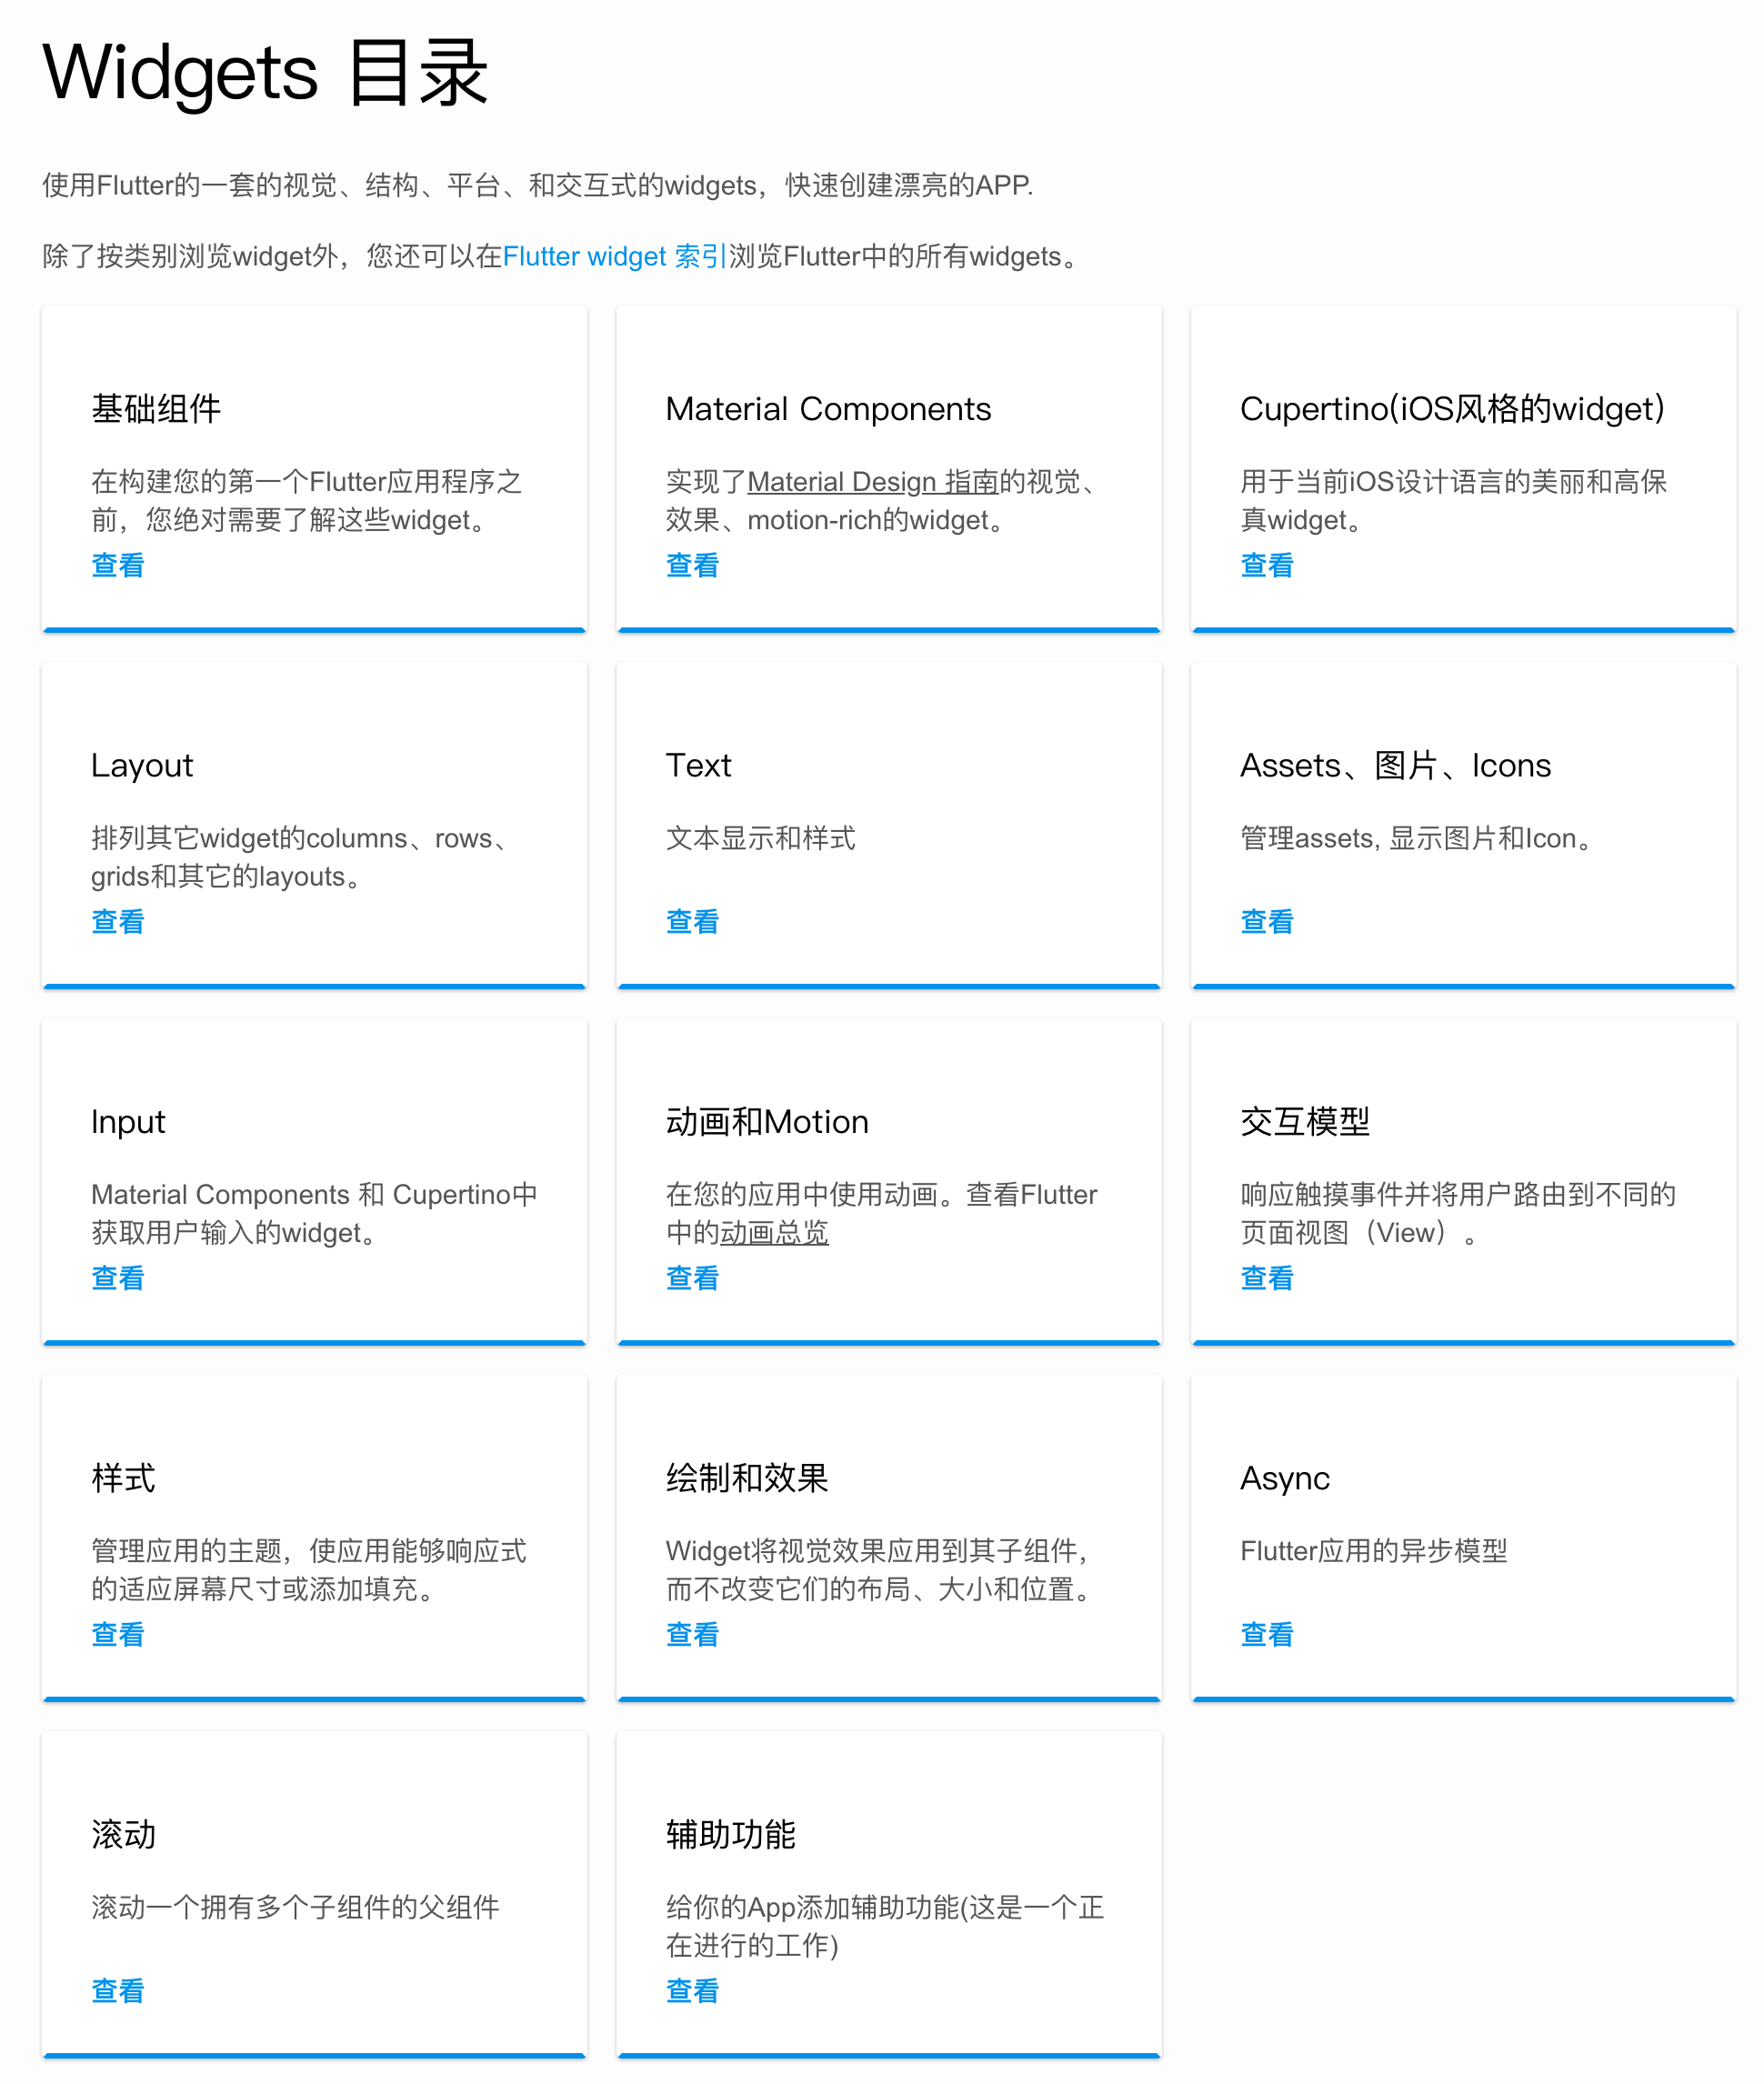 Widgets 目录
使用Flutter的一套的视觉、结构、平台、和交互式的widgets，快速创建漂亮的APP.
除了按类别浏览widget外，您还可以在Flutter widget 索引浏览Flutter中的所有widgets。
基础组件
在构建您的第一个Flutter应用程序之
前，您绝对需要了解这些widget。
查看
Material Components
实现了Material Design 指南的视觉、
效果、motion-rich的widget。
查看
Cupertino(iOS风格的widget)
用于当前iOS设计语言的美丽和高保
真widget。
查看
Layout
排列其它widget的columns、rows、
grids和其它的layouts。
查看
Text
文本显示和样式
查看
Assets、图片、Icons
管理assets, 显示图片和Icon。
查看
Input
Material Components 和 Cupertino中
获取用户输入的widget。
查看
动画和Motion
在您的应用中使用动画。查看Flutter
中的动画总览
查看
交互模型
响应触摸事件并将用户路由到不同的
页面视图（View）。
查看
样式
管理应用的主题，使应用能够响应式
的适应屏幕尺寸或添加填充。
查看
绘制和效果
Widget将视觉效果应用到其子组件，
而不改变它们的布局、大小和位置。
查看
Async
Flutter应用的异步模型
查看
滚动
滚动一个拥有多个子组件的父组件
查看
辅助功能
给你的App添加辅助功能(这是一个正
在进行的工作)
查看